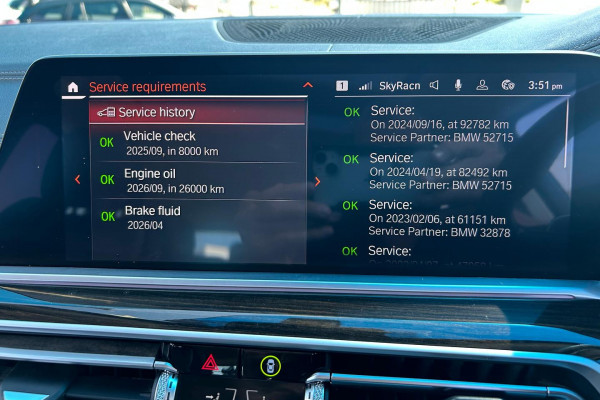 Service requirements
1 SkyRacn 3:51 pm
Service history
OK Vehicle check
2025/09, in 8000 km
OK Engine oil
2026/09, in 26000 km
OK Brake fluid
2026/04
OK Service:
On 2024/09/16, at 92782 km
Service Partner: BMW 52715
OK Service:
On 2024/04/19, at 82492 km
Service Partner: BMW 52715
OK Service:
On 2023/02/06, at 61151 km
Service Partner: BMW 32878
OK Service: